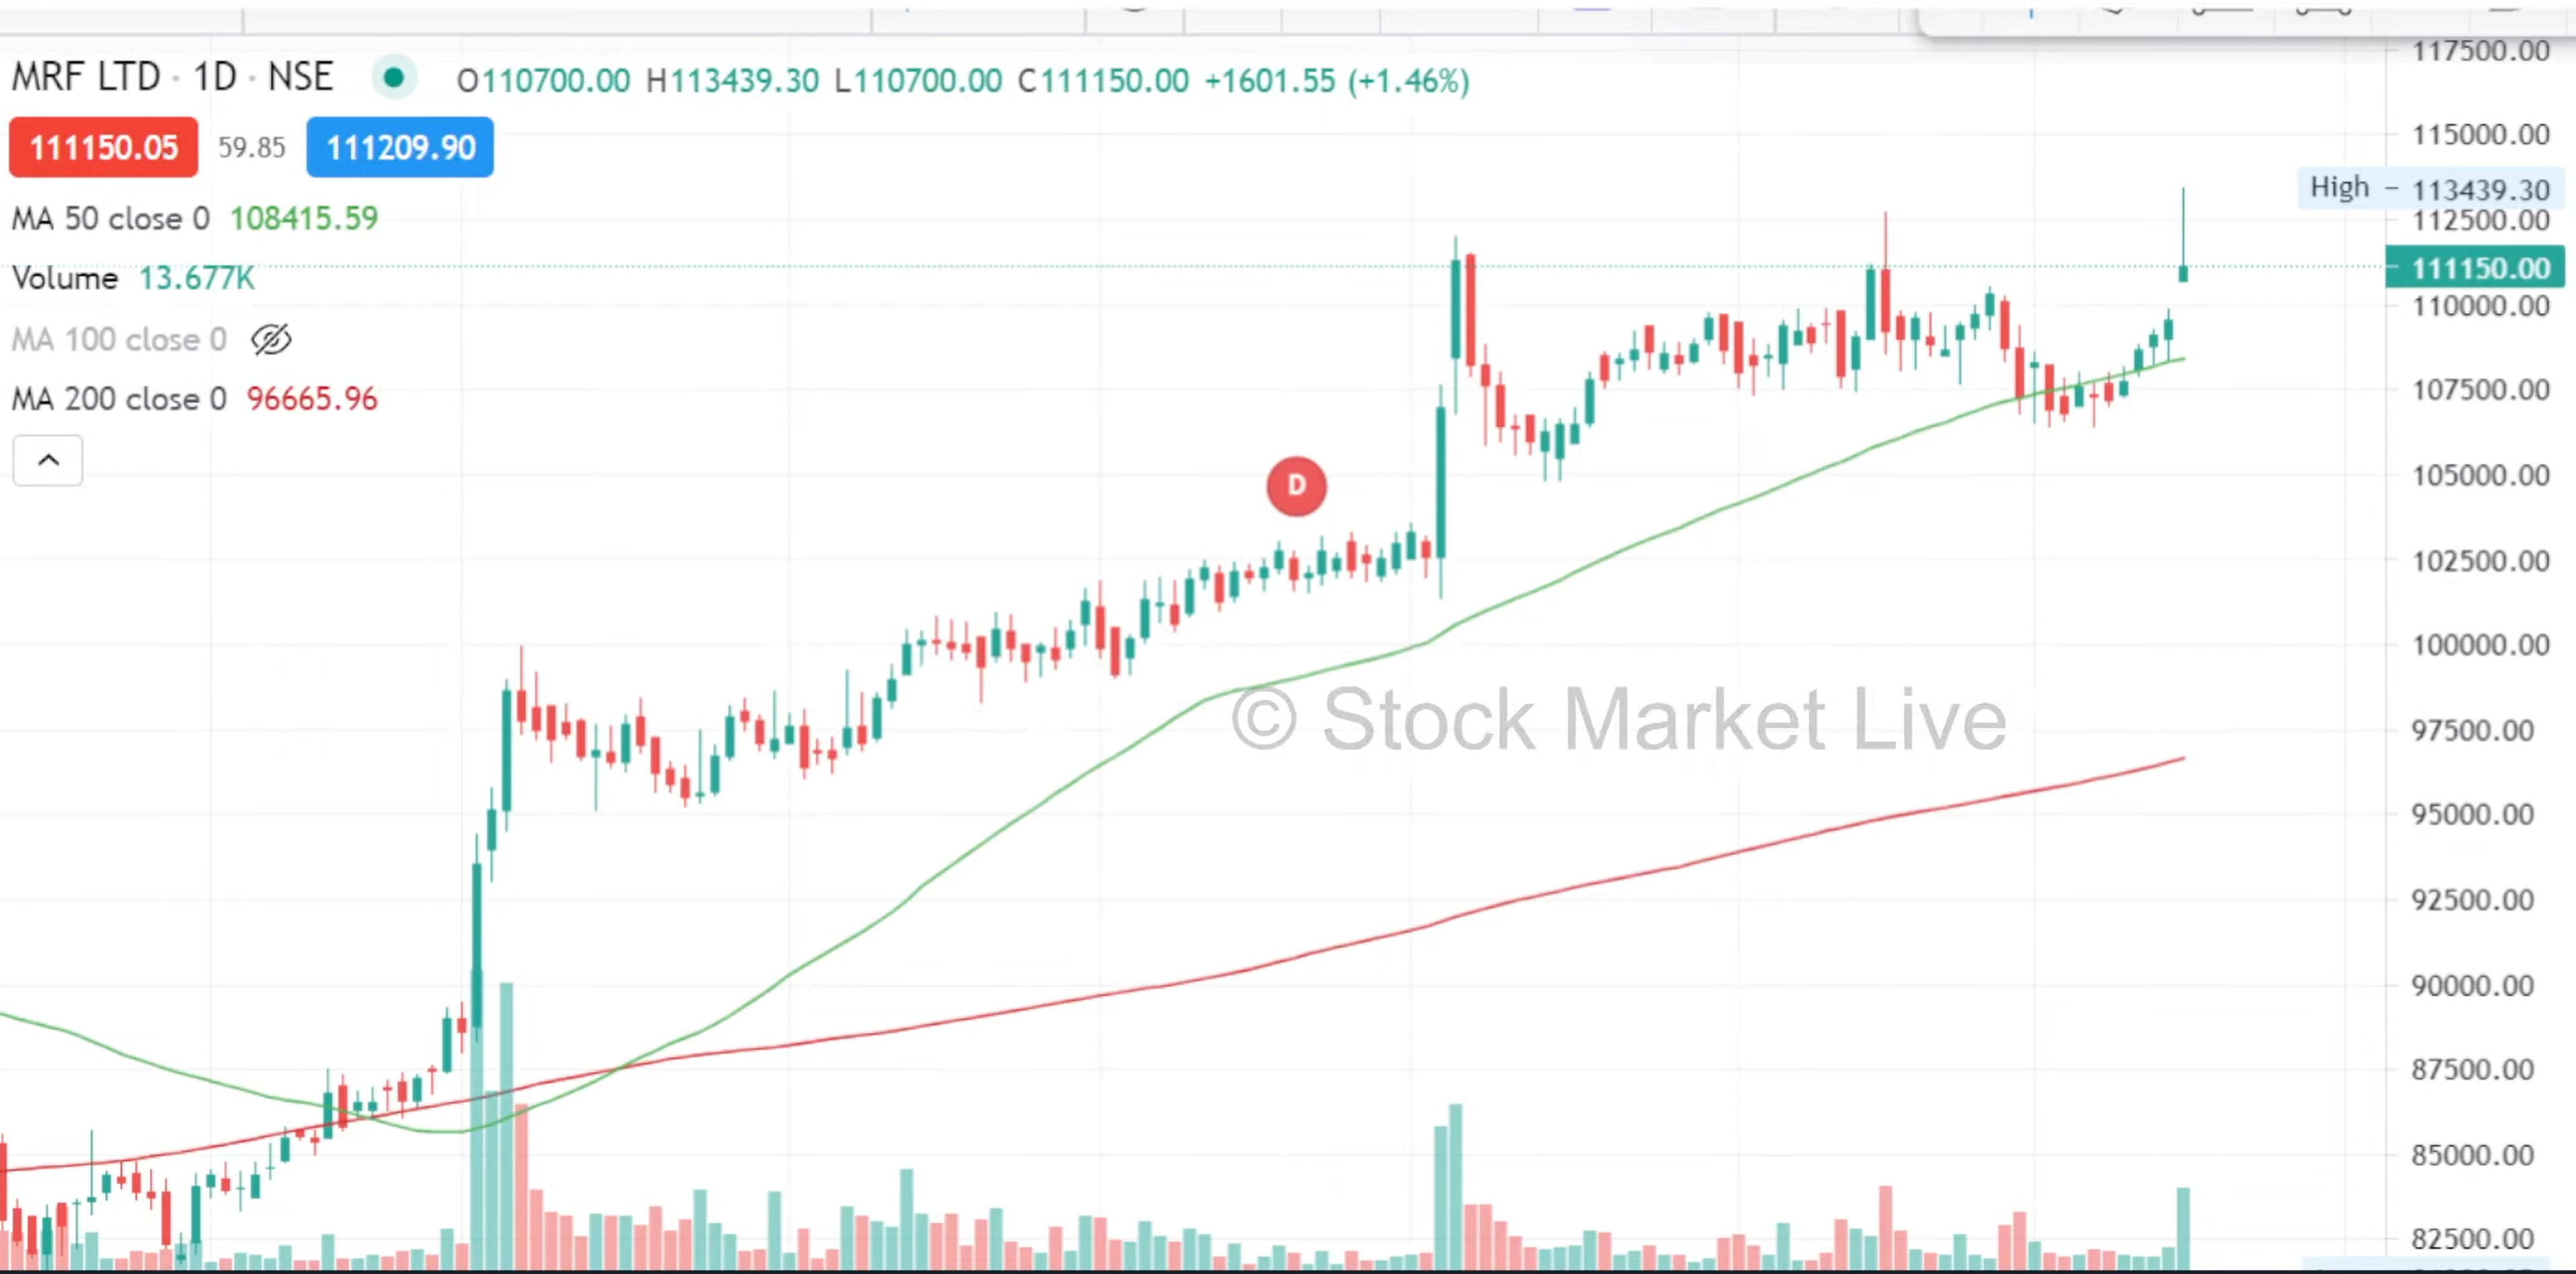 MRF LTD · 1D · NSE O110700.00 H113439.30 L110700.00 C111150.00 +1601.55 (+1.46%)
111150.05 59.85 111209.90
MA 50 close 0 108415.59
Volume 13.677K
MA 100 close 0
MA 200 close 0 96665.96
D
© Stock Market Live
117500.00
115000.00
High 113439.30
112500.00
111150.00
110000.00
107500.00
105000.00
102500.00
100000.00
97500.00
95000.00
92500.00
90000.00
87500.00
85000.00
82500.00